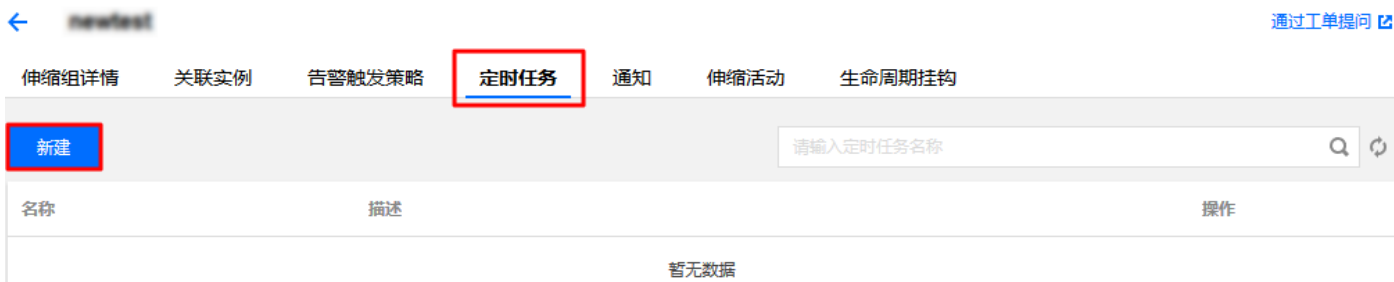 newtest
通过工单提问
伸缩组详情 关联实例 告警触发策略 定时任务 通知 伸缩活动 生命周期挂钩
新建
请输入定时任务名称
名称 描述 操作
暂无数据